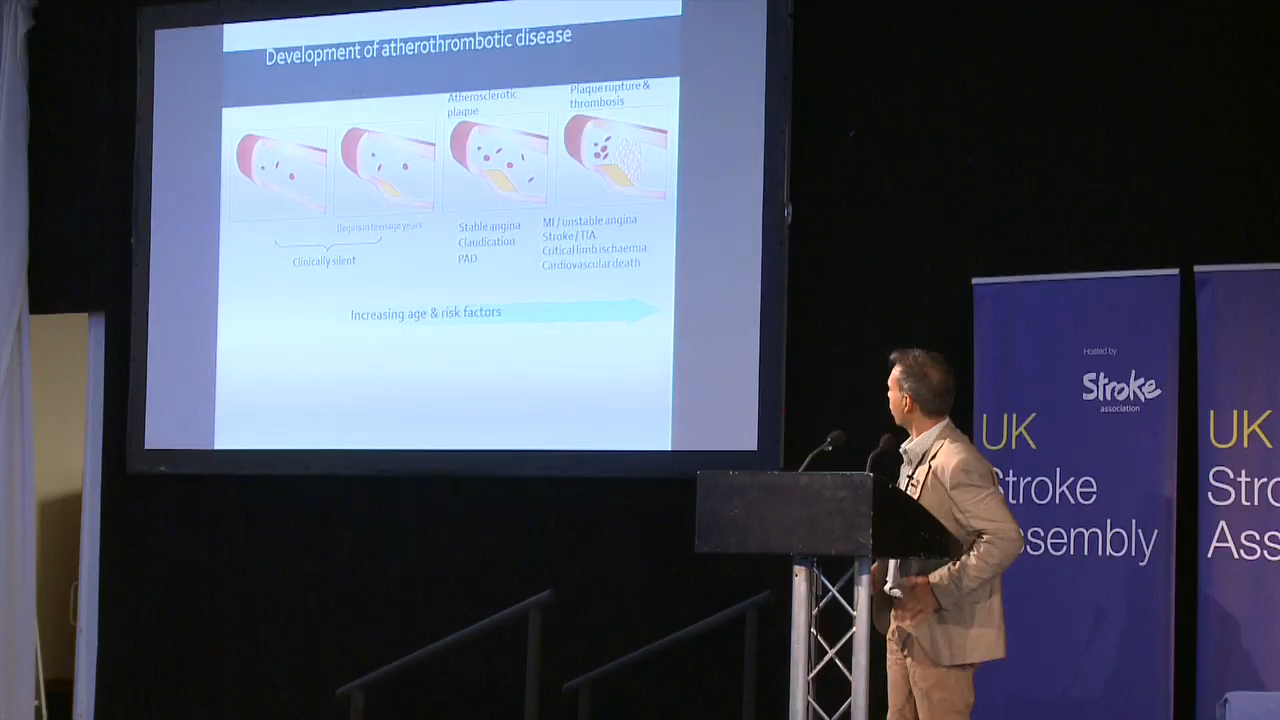 Development of atherothrombotic disease
Atherosclerotic
plaque
Plaque rupture &
thrombosis
Begins in teenage years
Clinically silent
Stable angina
Claudication
PAD
MI / unstable angina
Stroke / TIA
Critical limb ischaemia
Cardiovascular death
Increasing age & risk factors
Hosted by
Stroke
association
UK
Stroke
Assembly
UK
Stro
Ass